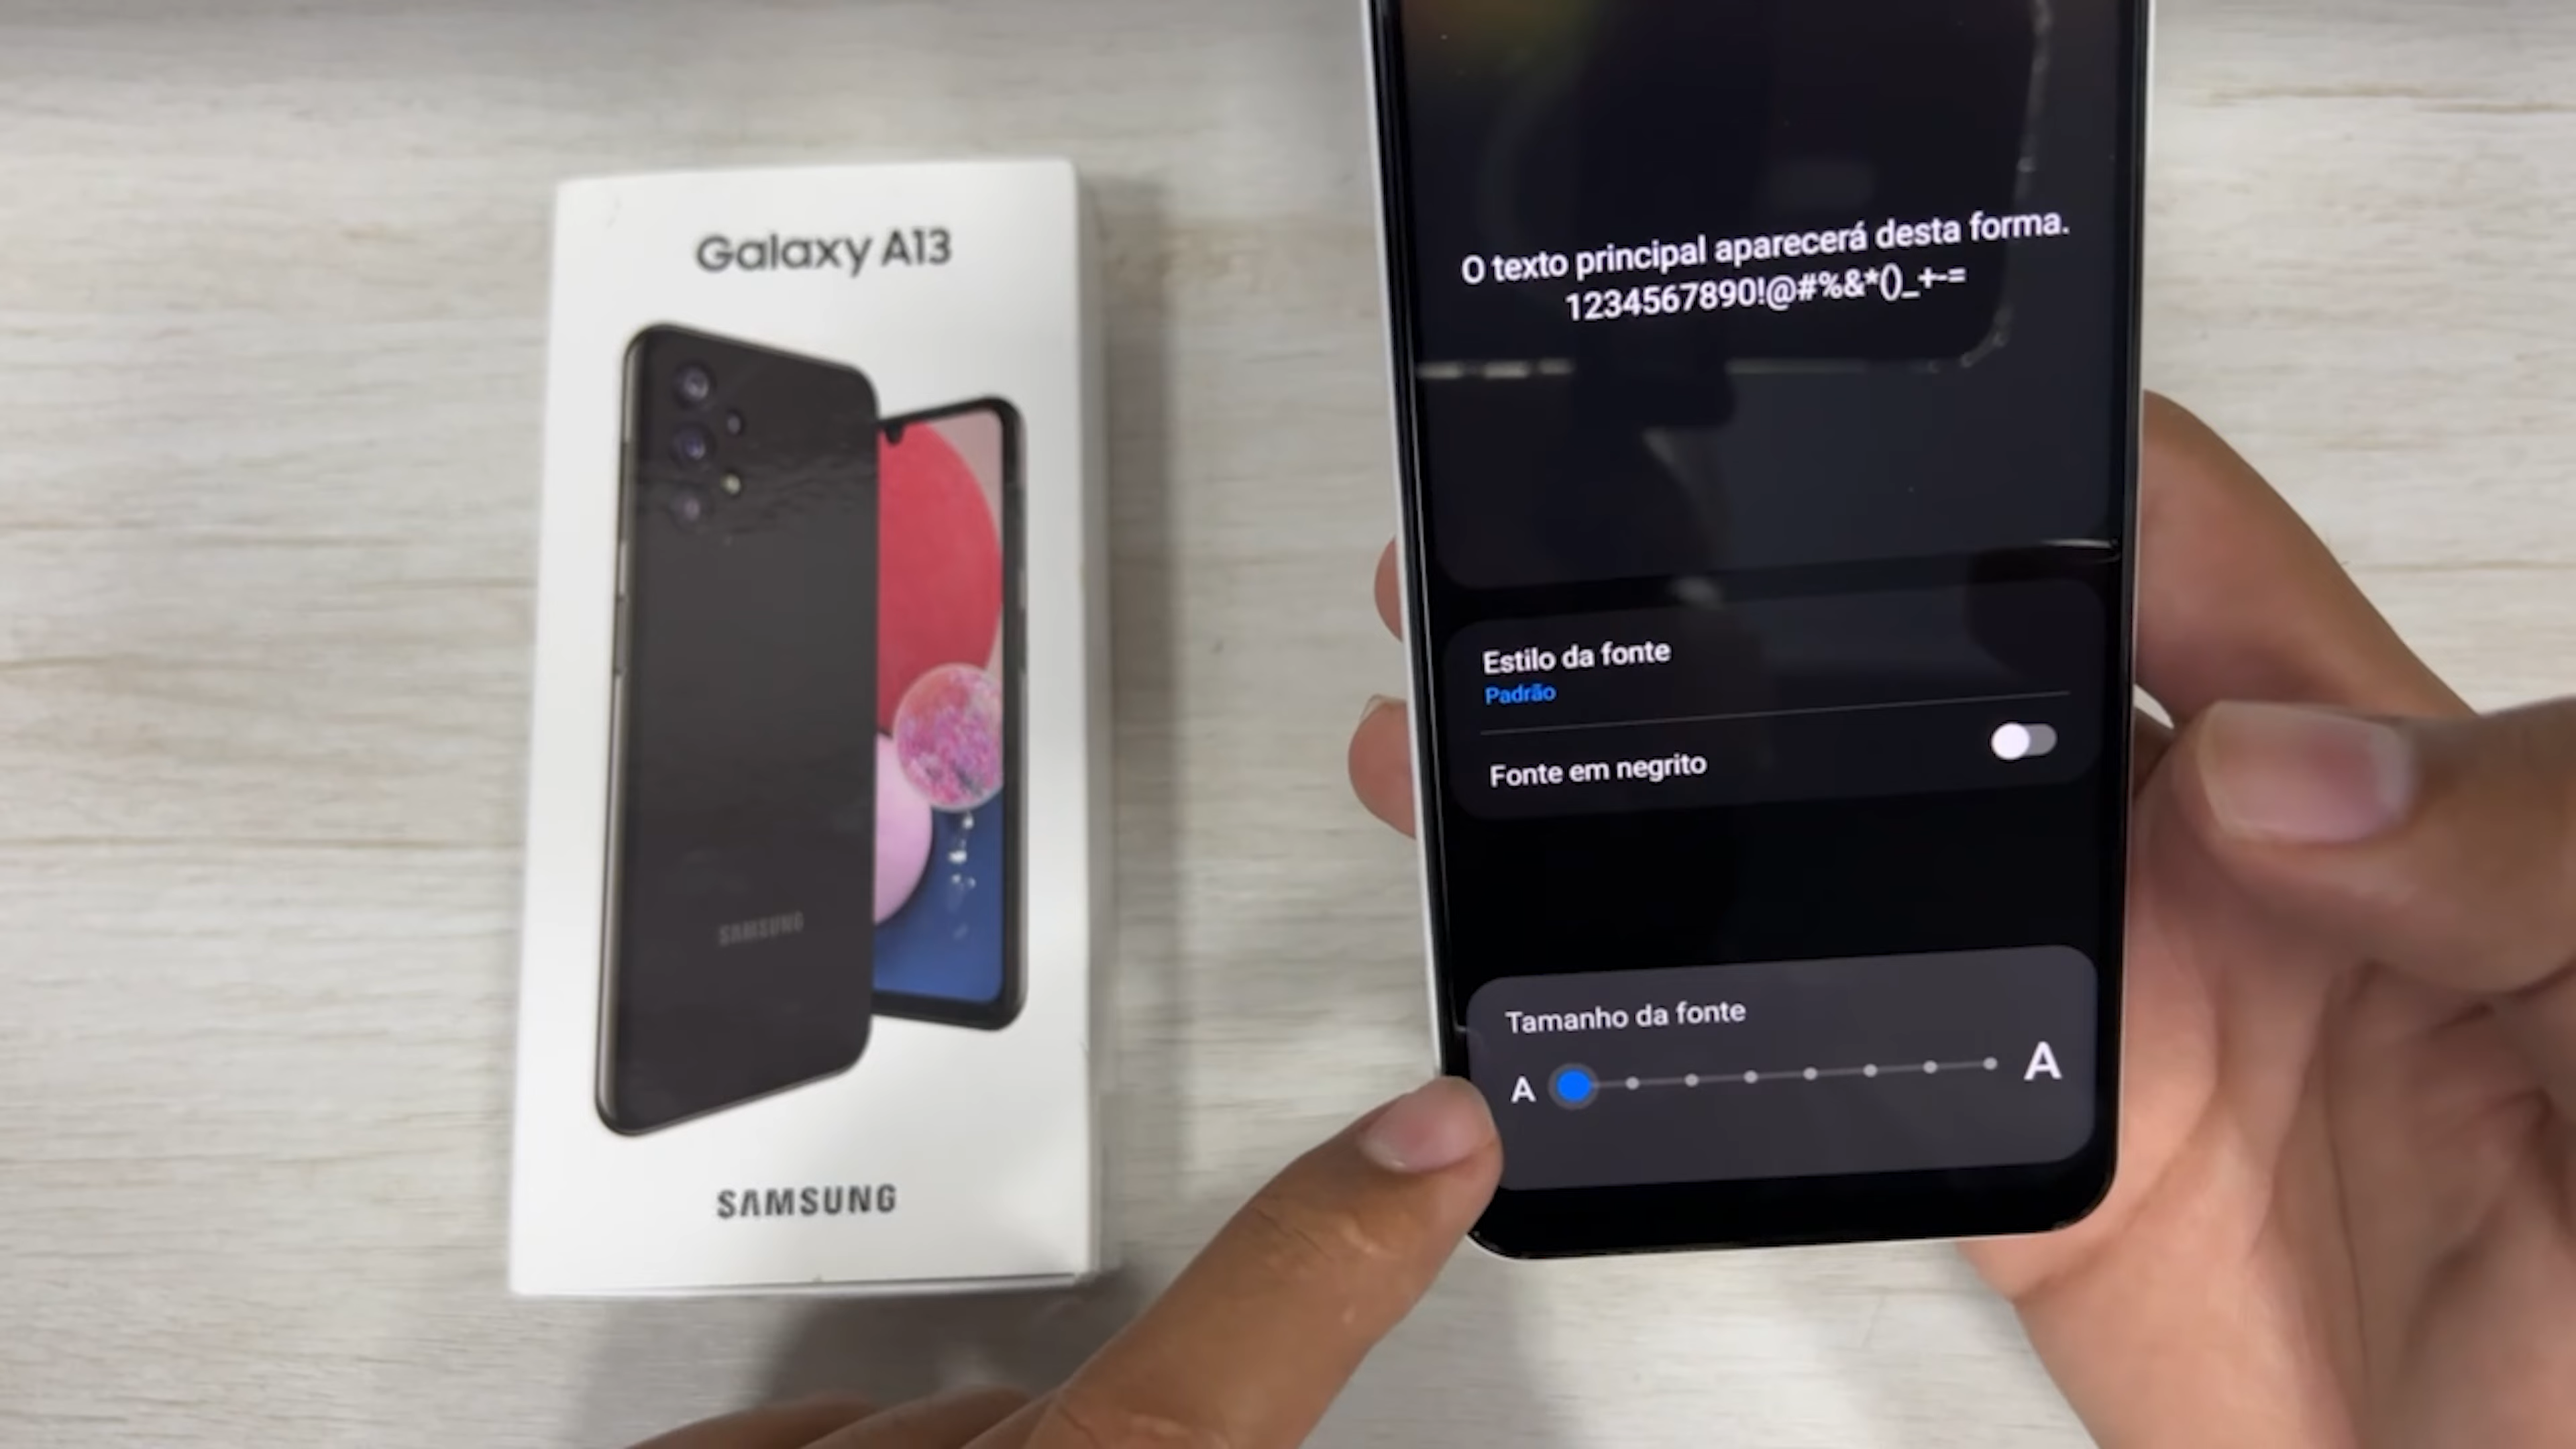 Galaxy A13
SAMSUNG
SAMSUNG
O texto principal aparecerá desta forma.
1234567890!@#%&*()_+-=
Estilo da fonte
Padrão
Fonte em negrito
Tamanho da fonte
A A